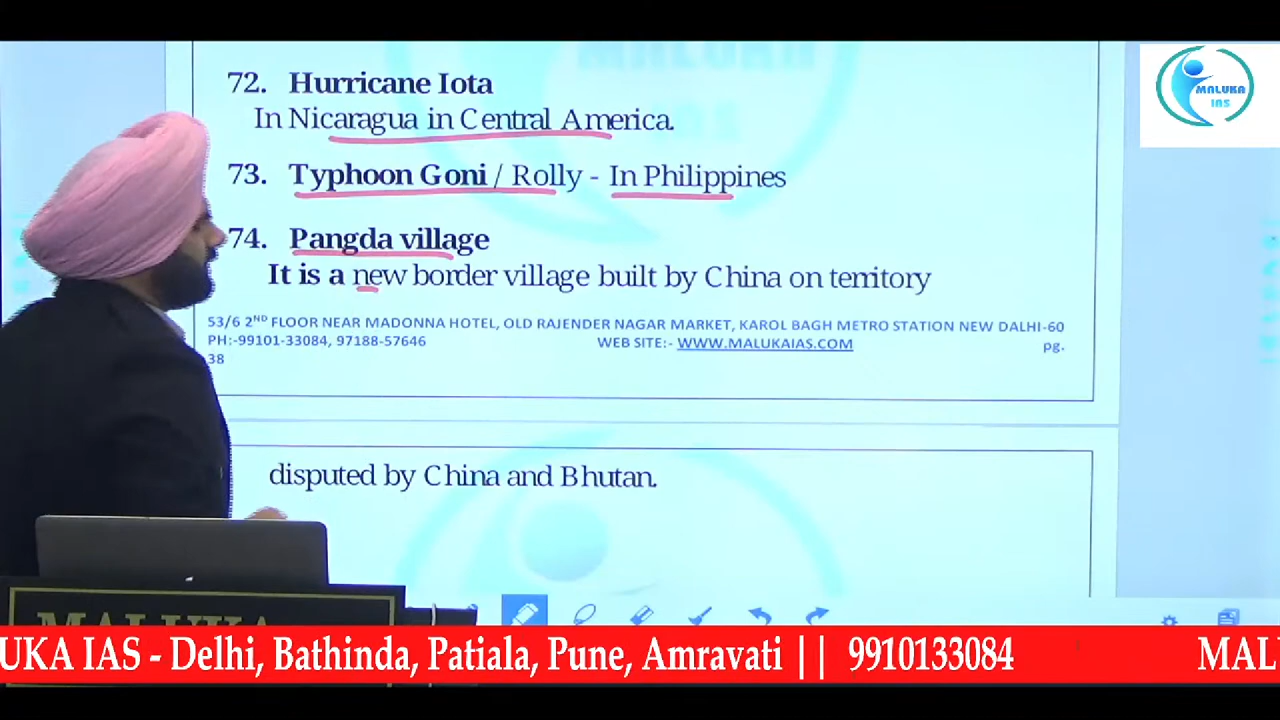 MALUKA IAS
72. Hurricane Iota
In Nicaragua in Central America.
73. Typhoon Goni / Rolly - In Philippines
74. Pangda village
It is a new border village built by China on territory
53/6 2ND FLOOR NEAR MADONNA HOTEL, OLD RAJENDER NAGAR MARKET, KAROL BAGH METRO STATION NEW DELHI-60
PH:-99101-33084, 97188-57646 WEB SITE:- WWW.MALUKAIAS.COM pg.
38
disputed by China and Bhutan.
MALUKA
UKA IAS - Delhi, Bathinda, Patiala, Pune, Amravati || 9910133084 MAL